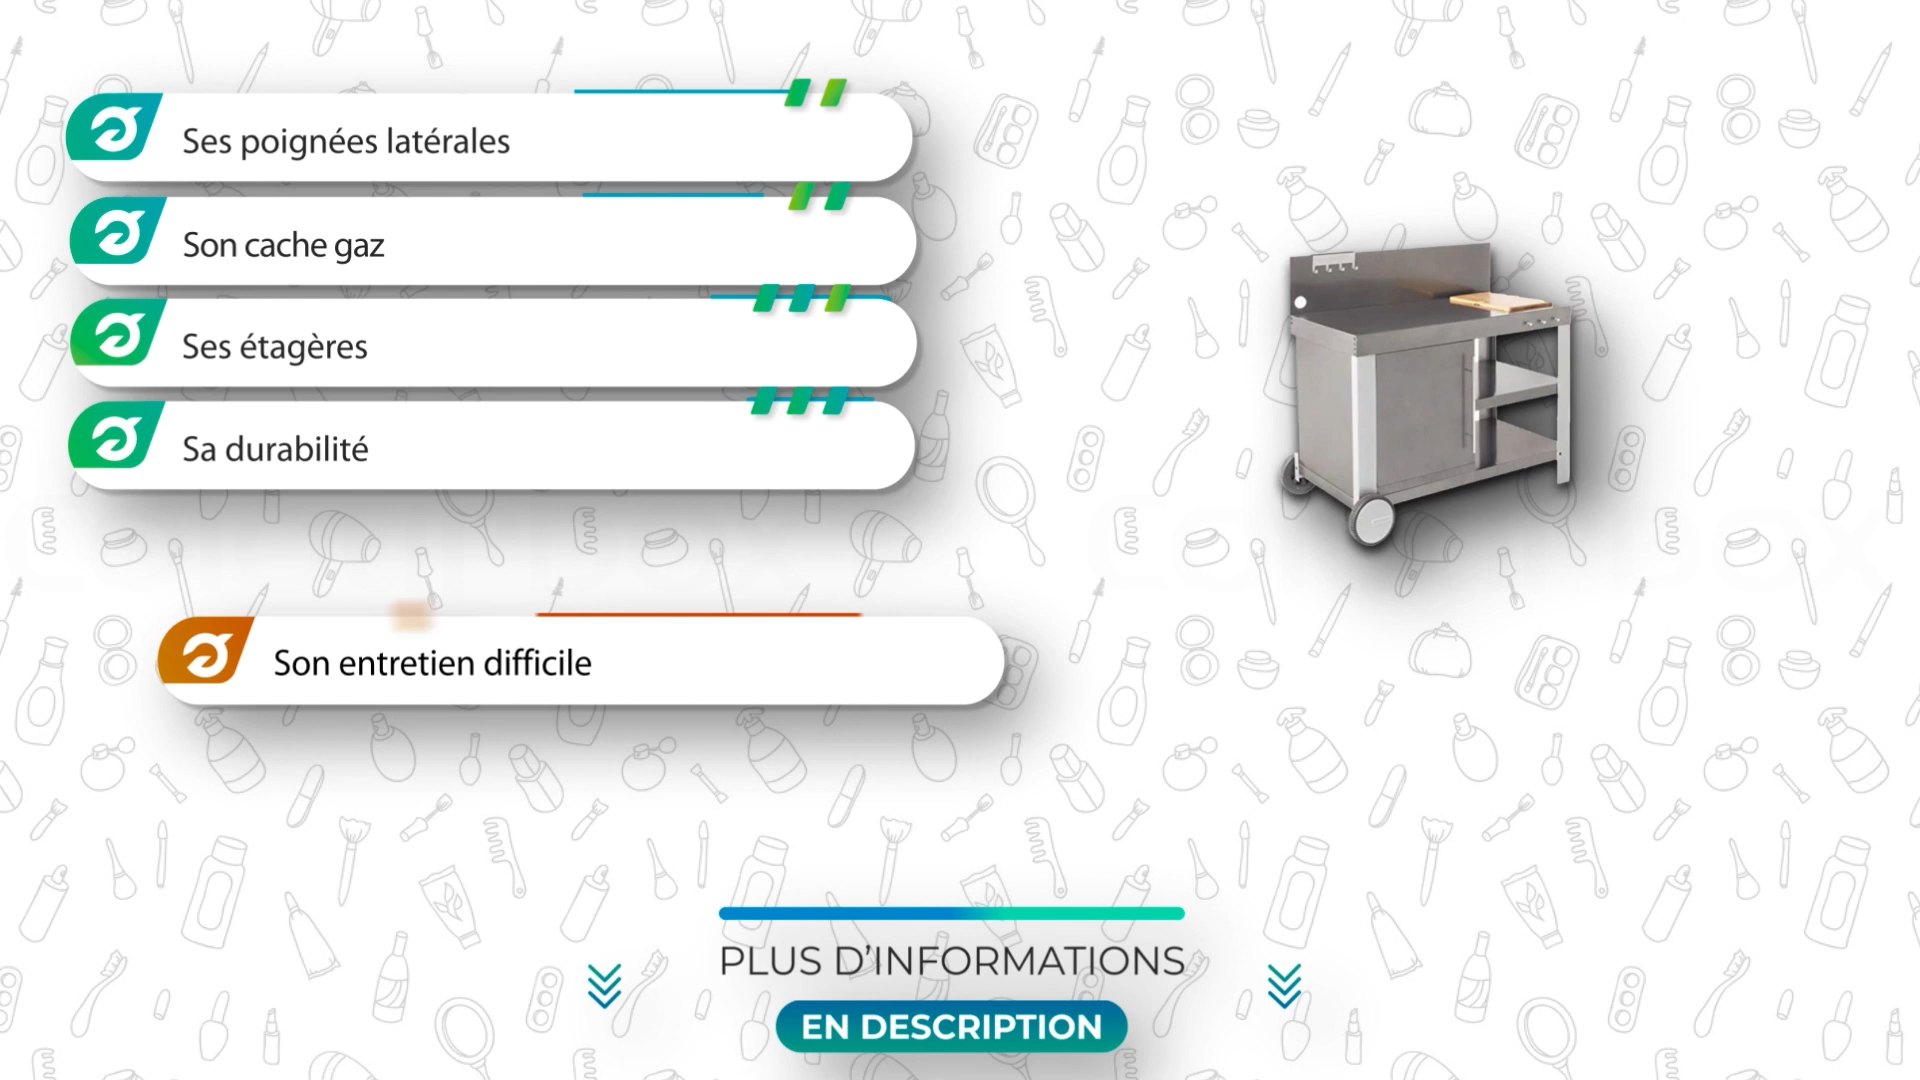 Ses poignées latérales
Son cache gaz
Ses étagères
Sa durabilité
Son entretien difficile
PLUS D'INFORMATIONS
EN DESCRIPTION